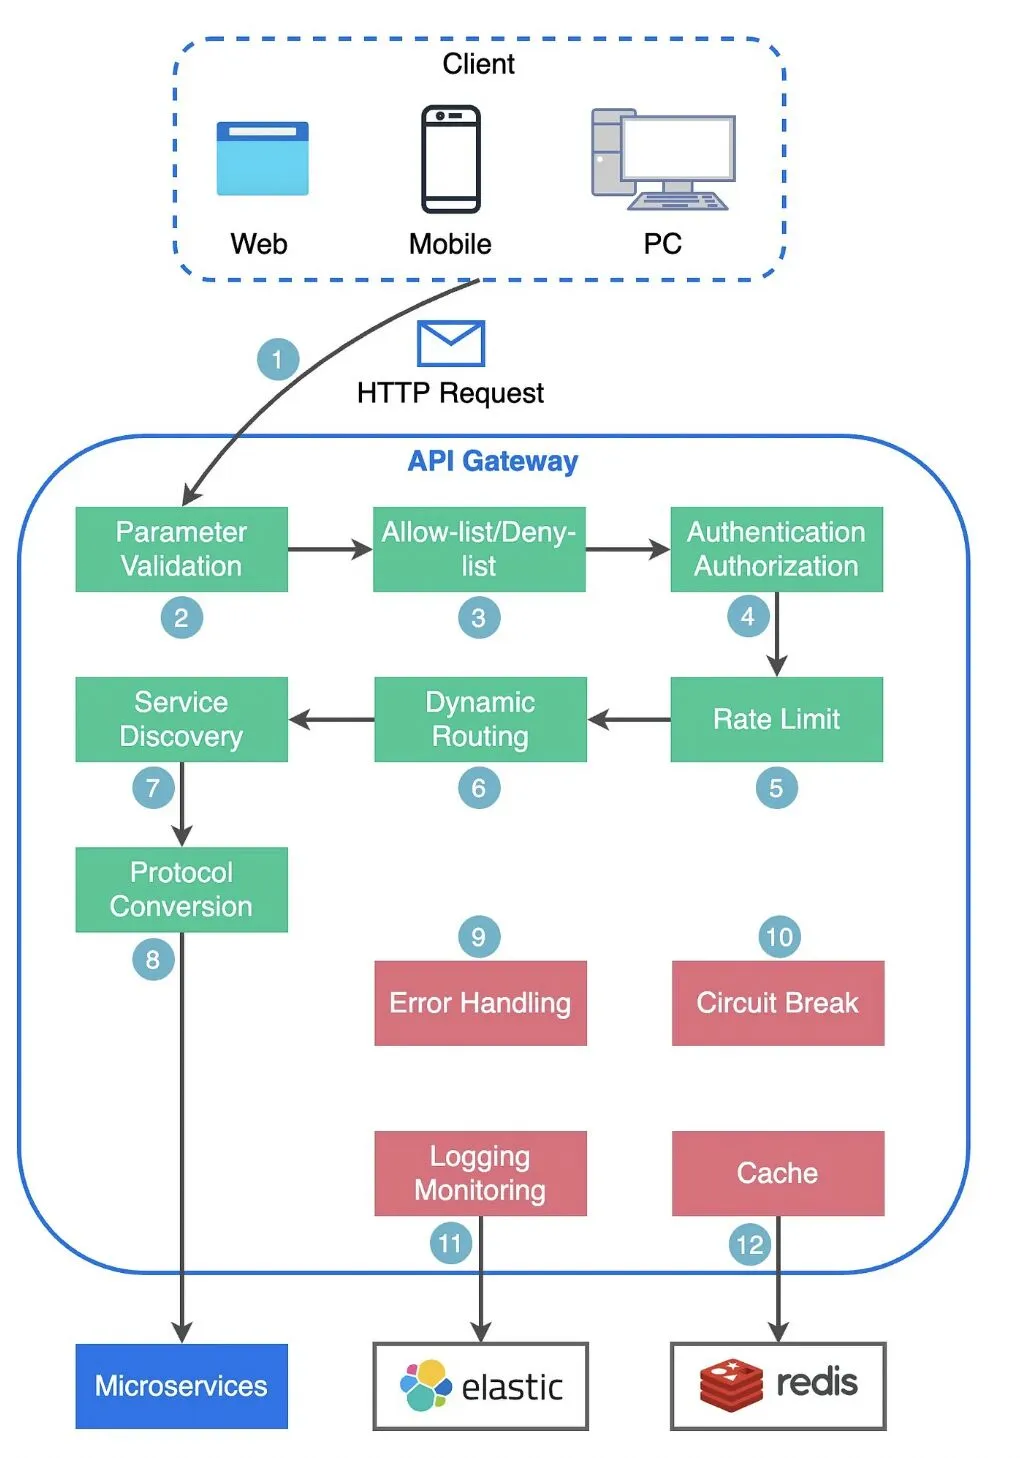 Client
Web
Mobile
PC
1
HTTP Request
API Gateway
Parameter
Validation
Allow-list/Deny-
list
Authentication
Authorization
2
3
4
Service
Discovery
Dynamic
Routing
Rate Limit
7
6
5
Protocol
Conversion
8
9
10
Error Handling
Circuit Break
Logging
Monitoring
Cache
11
12
Microservices
elastic
redis